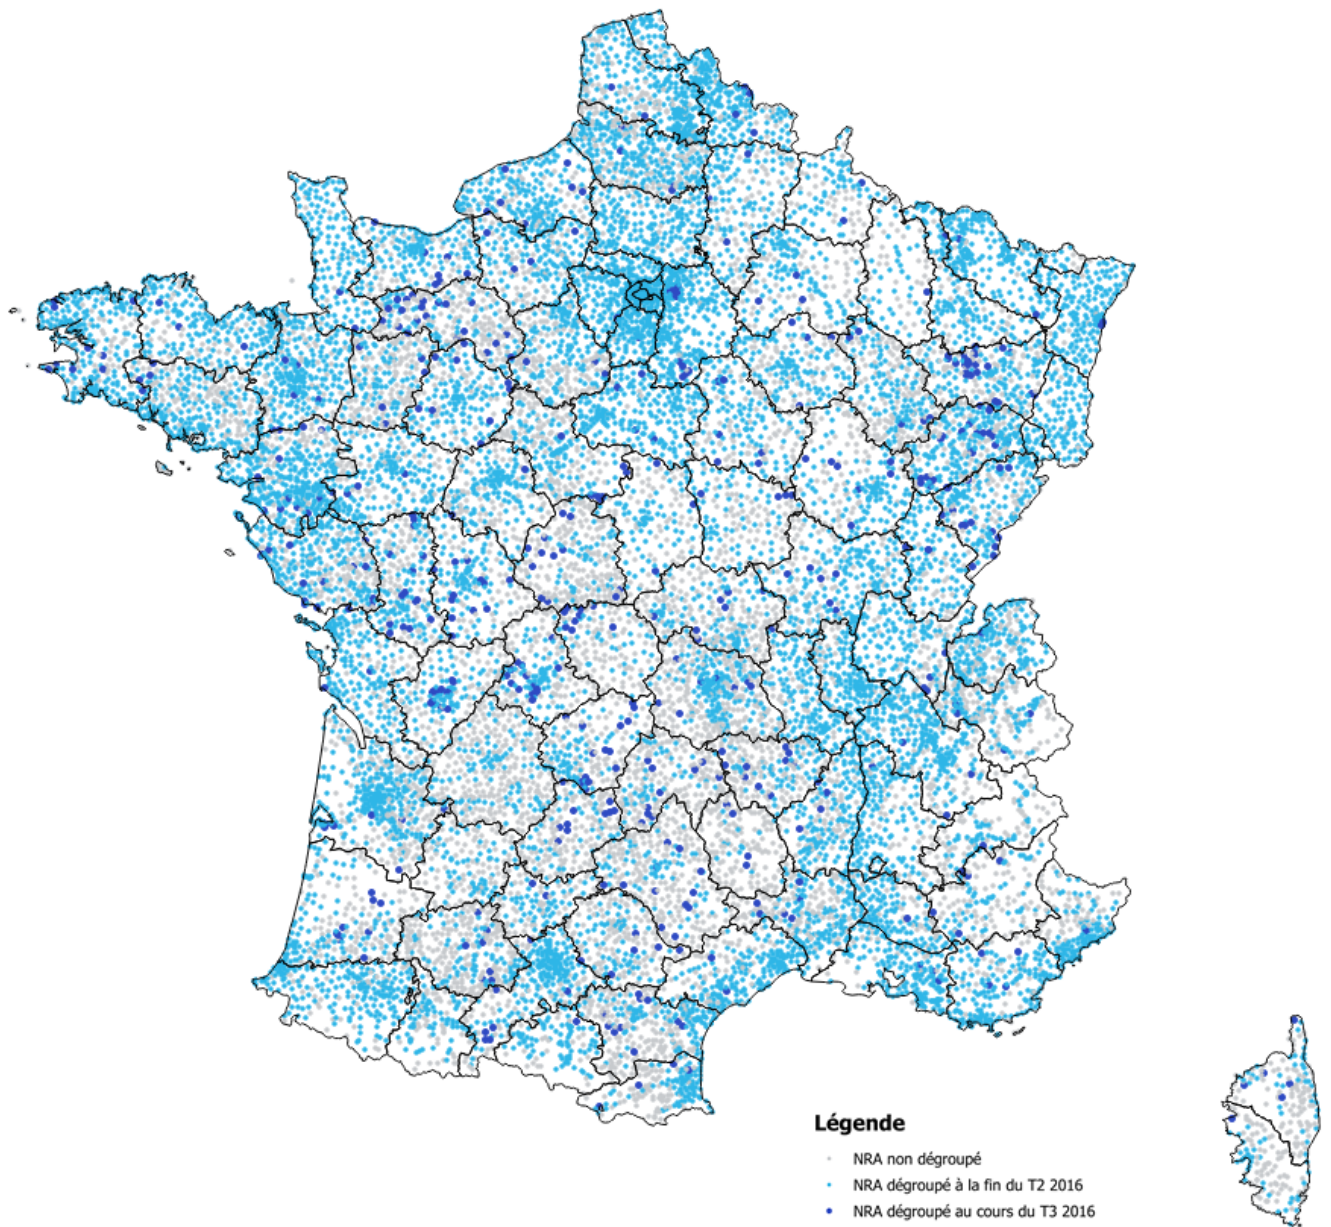 Légende
NRA non dégroupé
NRA dégroupé à la fin du T2 2016
NRA dégroupé au cours du T3 2016